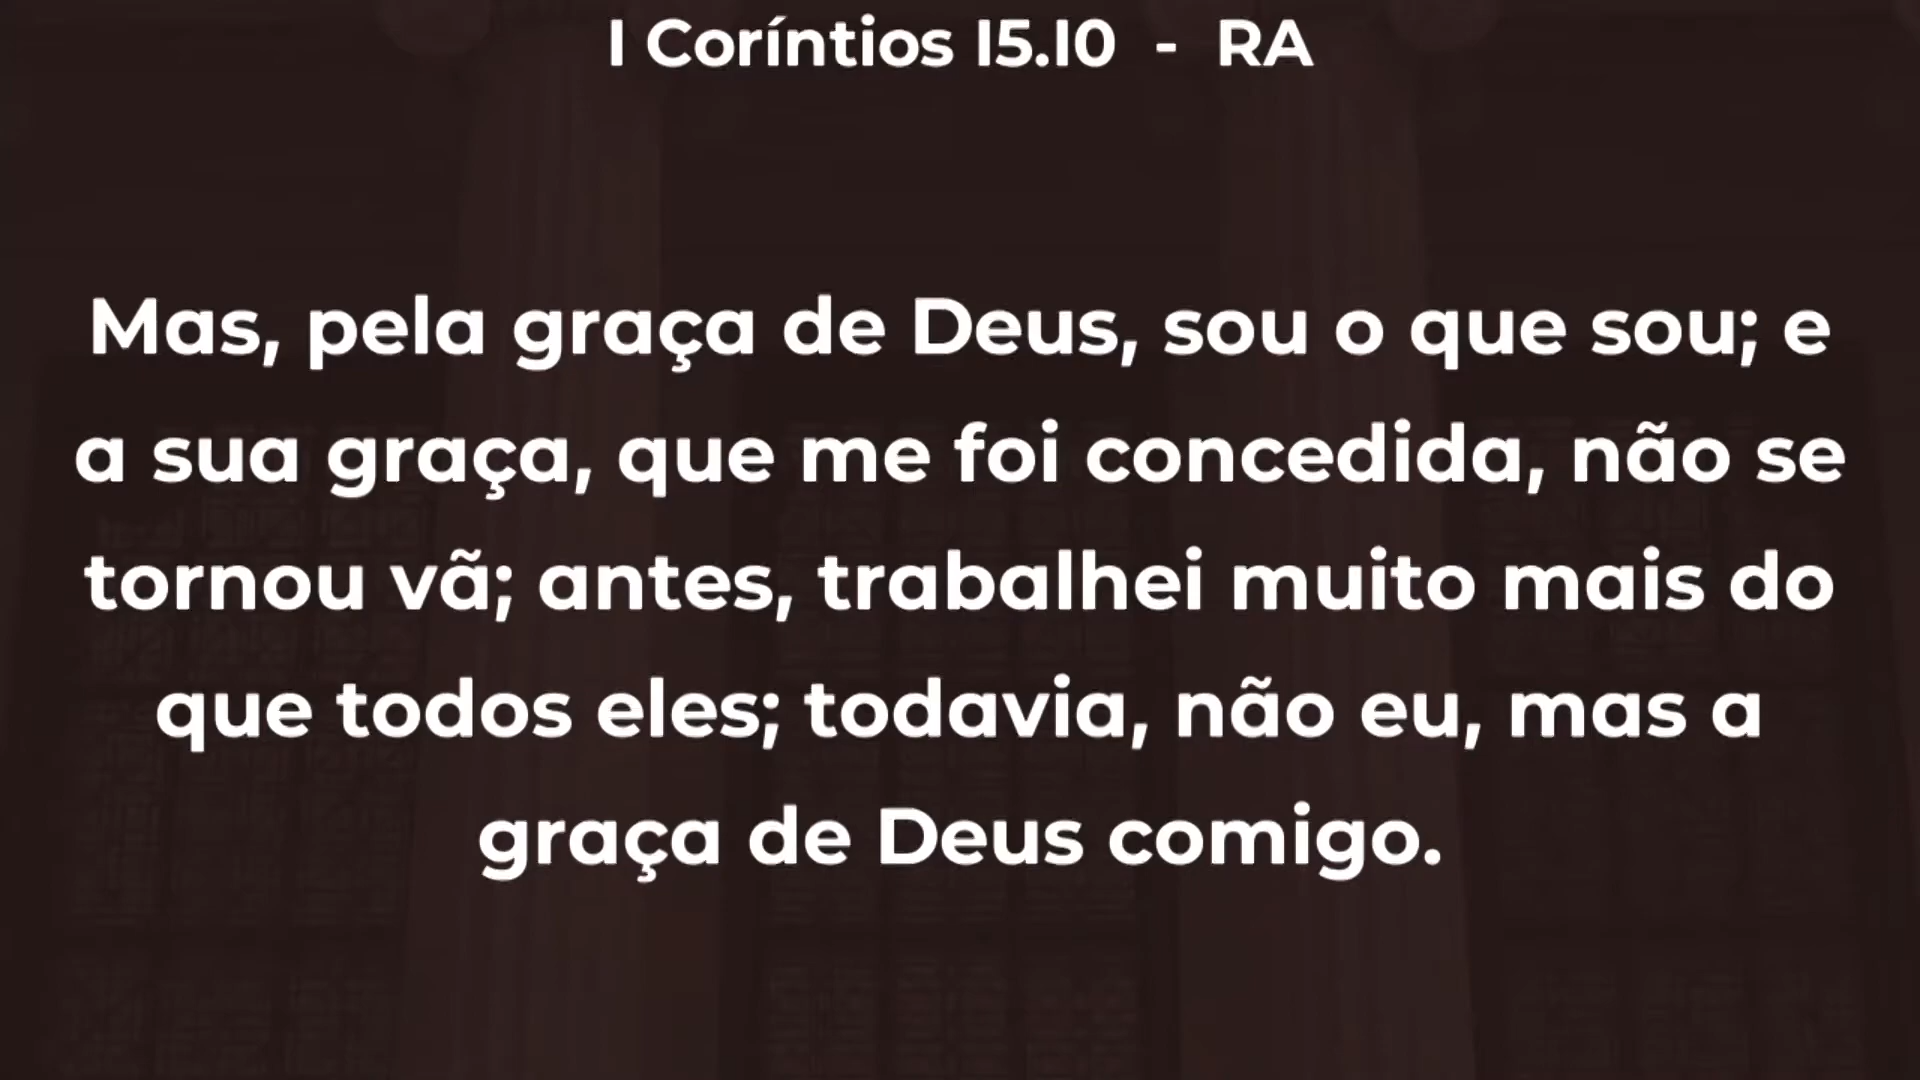 1 Coríntios 15.10 - RA
Mas, pela graça de Deus, sou o que sou; e
a sua graça, que me foi concedida, não se
tornou vã; antes, trabalhei muito mais do
que todos eles; todavia, não eu, mas a
graça de Deus comigo.